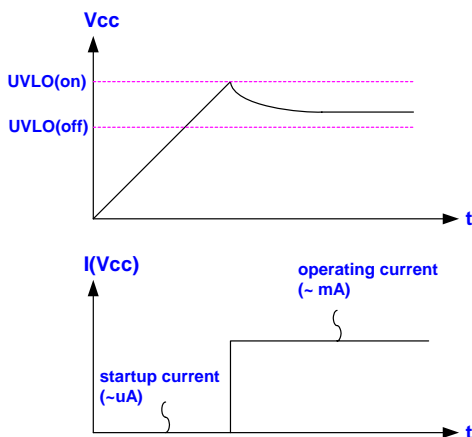 Vcc
UVLO(on)
UVLO(off)
t
I(Vcc)
operating current
(~ mA)
startup current
(~uA)
t